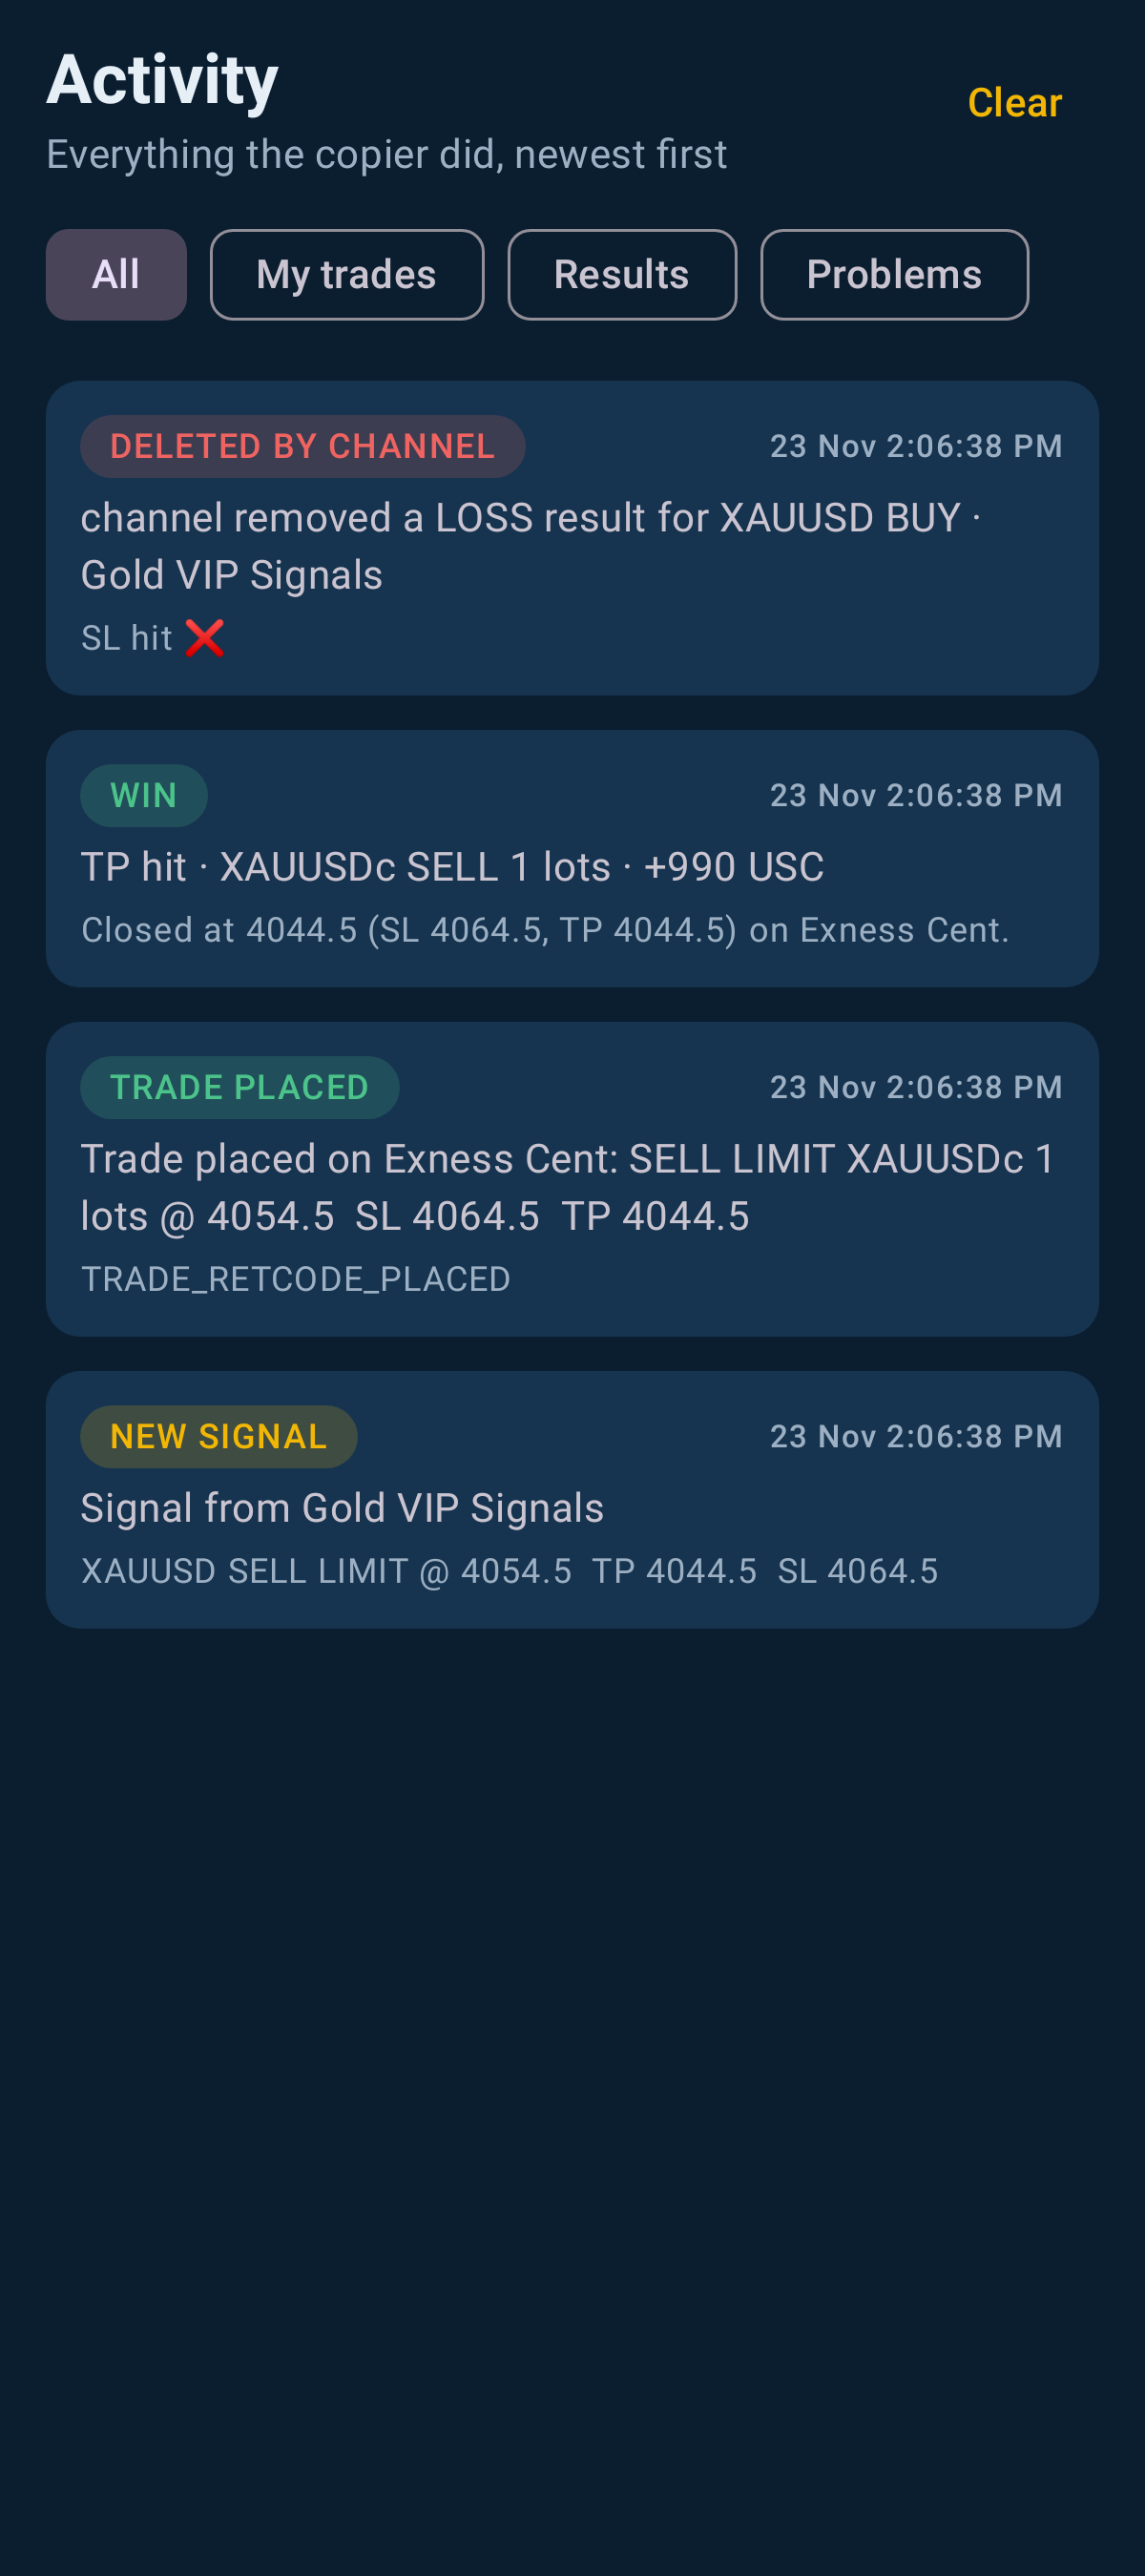 Activity
Clear
Everything the copier did, newest first
All
My trades
Results
Problems
DELETED BY CHANNEL
23 Nov 2:06:38 PM
channel removed a LOSS result for XAUUSD BUY ·
Gold VIP Signals
SL hit ❌
WIN
23 Nov 2:06:38 PM
TP hit · XAUUSDc SELL 1 lots · +990 USC
Closed at 4044.5 (SL 4064.5, TP 4044.5) on Exness Cent.
TRADE PLACED
23 Nov 2:06:38 PM
Trade placed on Exness Cent: SELL LIMIT XAUUSDc 1
lots @ 4054.5  SL 4064.5  TP 4044.5
TRADE_RETCODE_PLACED
NEW SIGNAL
23 Nov 2:06:38 PM
Signal from Gold VIP Signals
XAUUSD SELL LIMIT @ 4054.5  TP 4044.5  SL 4064.5